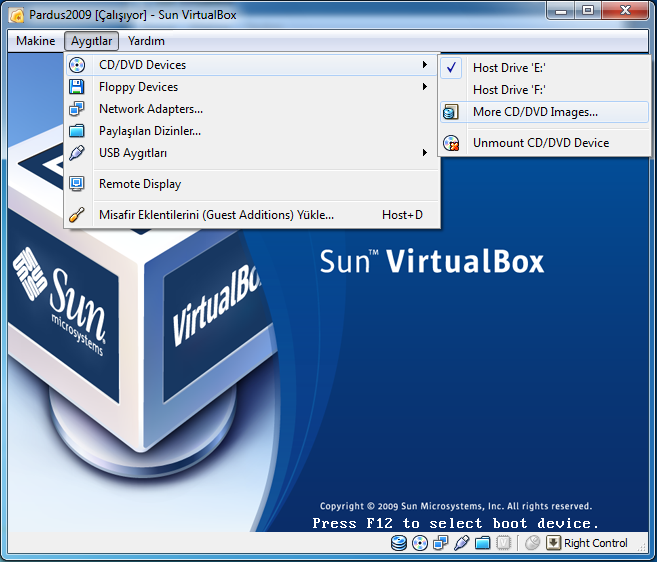 Pardus2009 [Çalışıyor] - Sun VirtualBox
Makine Aygıtlar Yardım
CD/DVD Devices
Floppy Devices
Network Adapters...
Paylaşılan Dizinler...
USB Aygıtları
Remote Display
Misafir Eklentilerini (Guest Additions) Yükle... Host+D
Host Drive 'E:'
Host Drive 'F:'
More CD/DVD Images...
Unmount CD/DVD Device
Sun™ VirtualBox
Sun
microsystems
VirtualBo
Copyright © 2009 Sun Microsystems, Inc. All rights reserved.
Press F12 to select boot device.
Right Control